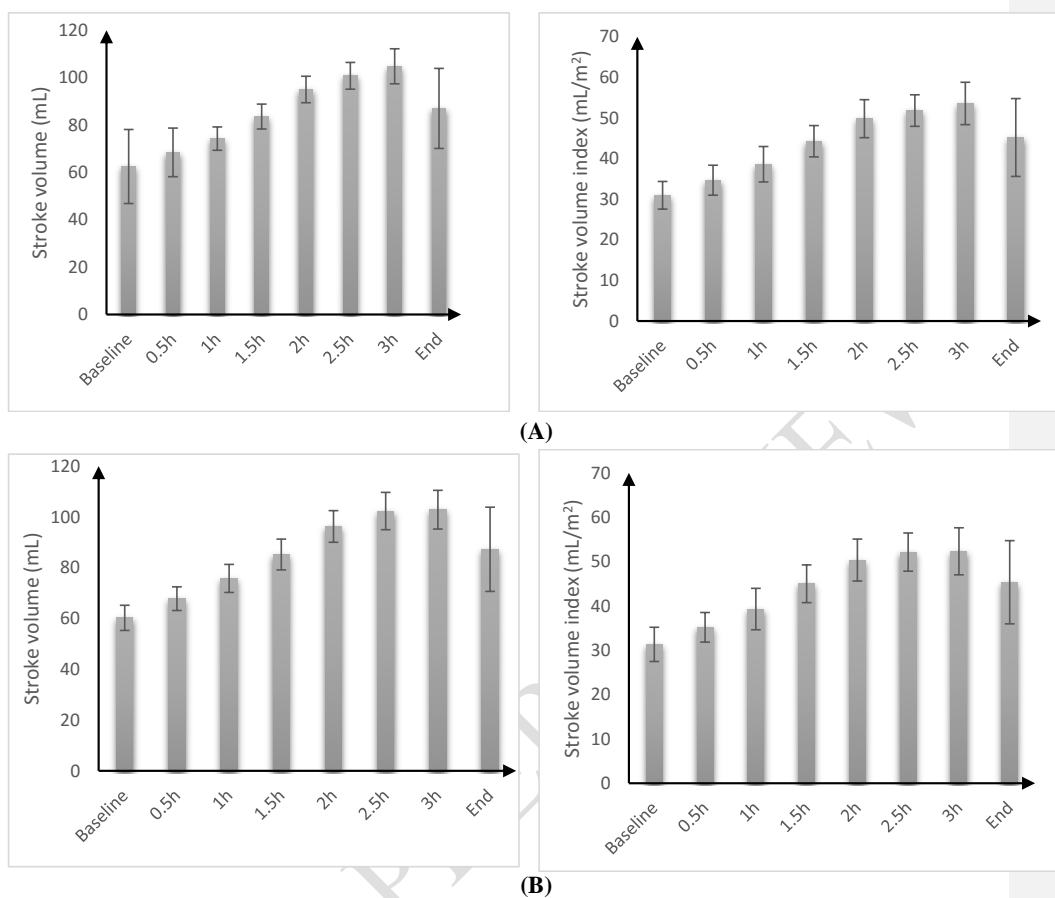 120
100
80
60
40
20
0
Stroke volume (mL)
Baseline
0.5h
1h
1.5h
2h
2.5h
3h
End
70
60
50
40
30
20
10
0
Stroke volume index (mL/m²)
Baseline
0.5h
1h
1.5h
2h
2.5h
3h
End
(A)
120
100
80
60
40
20
0
Stroke volume (mL)
Baseline
0.5h
1h
1.5h
2h
2.5h
3h
End
70
60
50
40
30
20
10
0
Stroke volume index (mL/m²)
Baseline
0.5h
1h
1.5h
2h
2.5h
3h
End
(B)